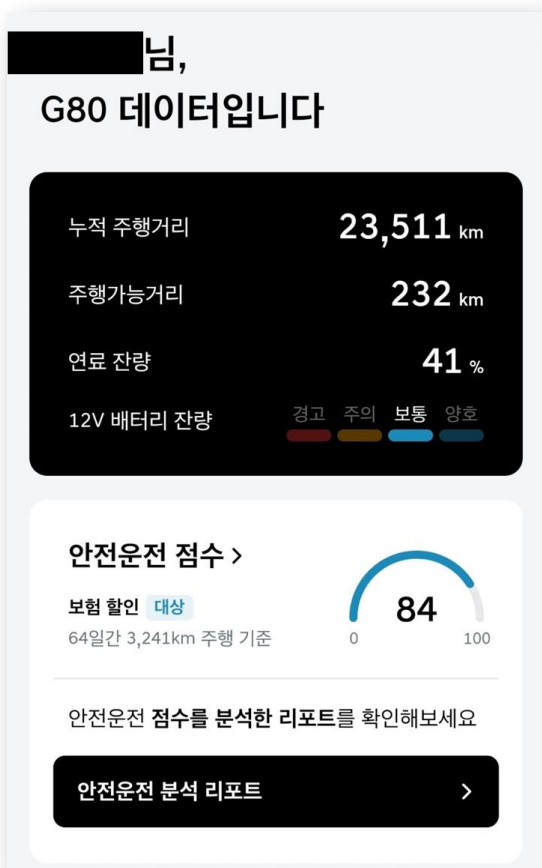 님,
G80 데이터입니다
누적 주행거리 23,511 km
주행가능거리 232 km
연료 잔량 41 %
12V 배터리 잔량 경고 주의 보통 양호
안전운전 점수 >
보험 할인 대상
64일간 3,241km 주행 기준
84
0 100
안전운전 점수를 분석한 리포트를 확인해보세요
안전운전 분석 리포트 >